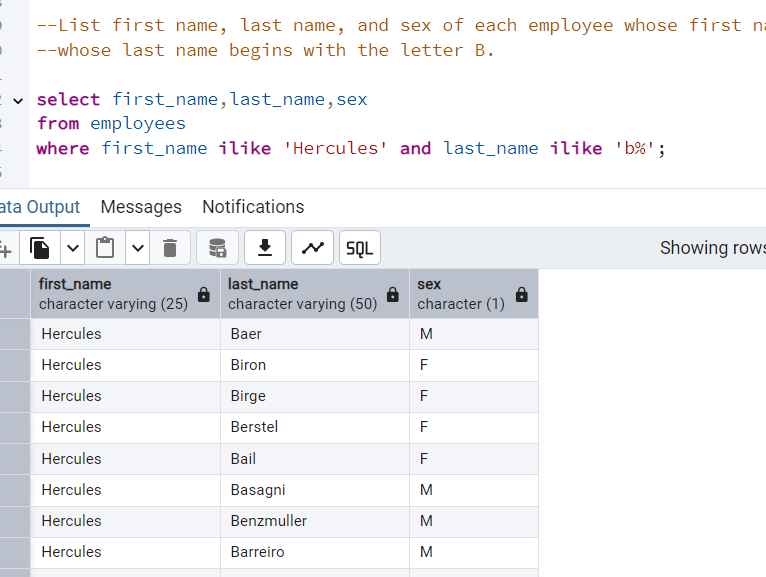 --List first name, last name, and sex of each employee whose first
--whose last name begins with the letter B.
select first_name,last_name,sex
from employees
where first_name ilike 'Hercules' and last_name ilike 'b%';
Output Messages Notifications
SQL Showing rows
first_name last_name sex
character varying (25) character varying (50) character (1)
Hercules Baer M
Hercules Biron F
Hercules Birge F
Hercules Berstel F
Hercules Bail F
Hercules Basagni M
Hercules Benzmuller M
Hercules Barreiro M